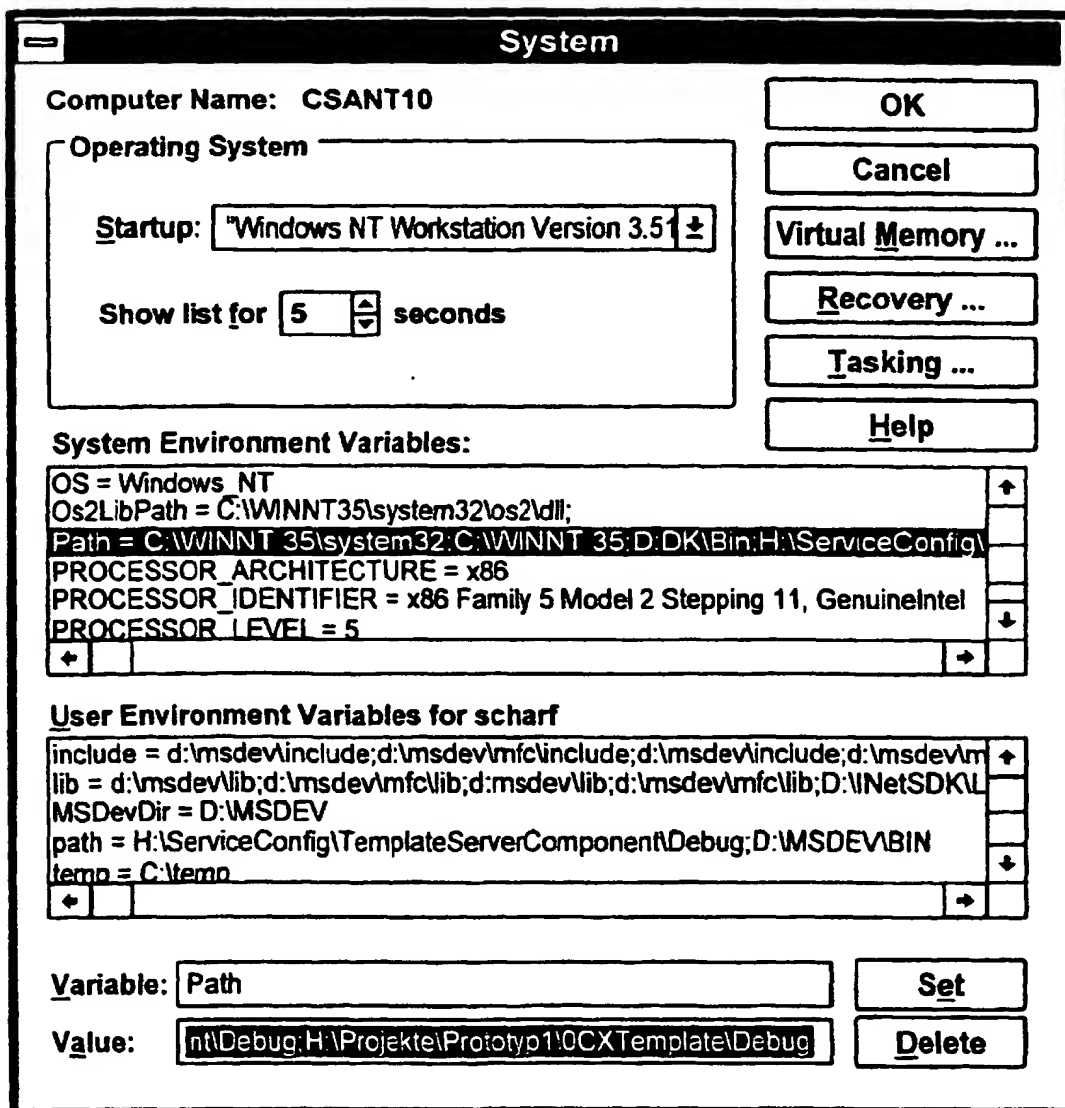 System
Computer Name: CSANT10
OK
Operating System
Cancel
Startup: "Windows NT Workstation Version 3.51
Virtual Memory ...
Show list for 5 seconds
Recovery ...
Tasking ...
Help
System Environment Variables:
OS = Windows_NT
Os2LibPath = C:\WINNT35\system32\os2\dll;
Path = C:\WINNT 35\system32;C:\WINNT 35;D:DK\Bin;H:\ServiceConfig\
PROCESSOR_ARCHITECTURE = x86
PROCESSOR_IDENTIFIER = x86 Family 5 Model 2 Stepping 11, GenuineIntel
PROCESSOR_LEVEL = 5
User Environment Variables for scharf
include = d:\msdev\include;d:\msdev\mfc\include;d:\msdev\include;d:\msdev\m
lib = d:\msdev\lib;d:\msdev\mfc\lib;d:msdev\lib;d:\msdev\mfc\lib;D:\INetSDK\L
MSDevDir = D:\MSDEV
path = H:\ServiceConfig\TemplateServerComponent\Debug;D:\MSDEV\BIN
temp = C:\temp
Variable: Path
Set
Value: nt\Debug;H:\Projekte\Prototyp1\0CXTemplate\Debug
Delete